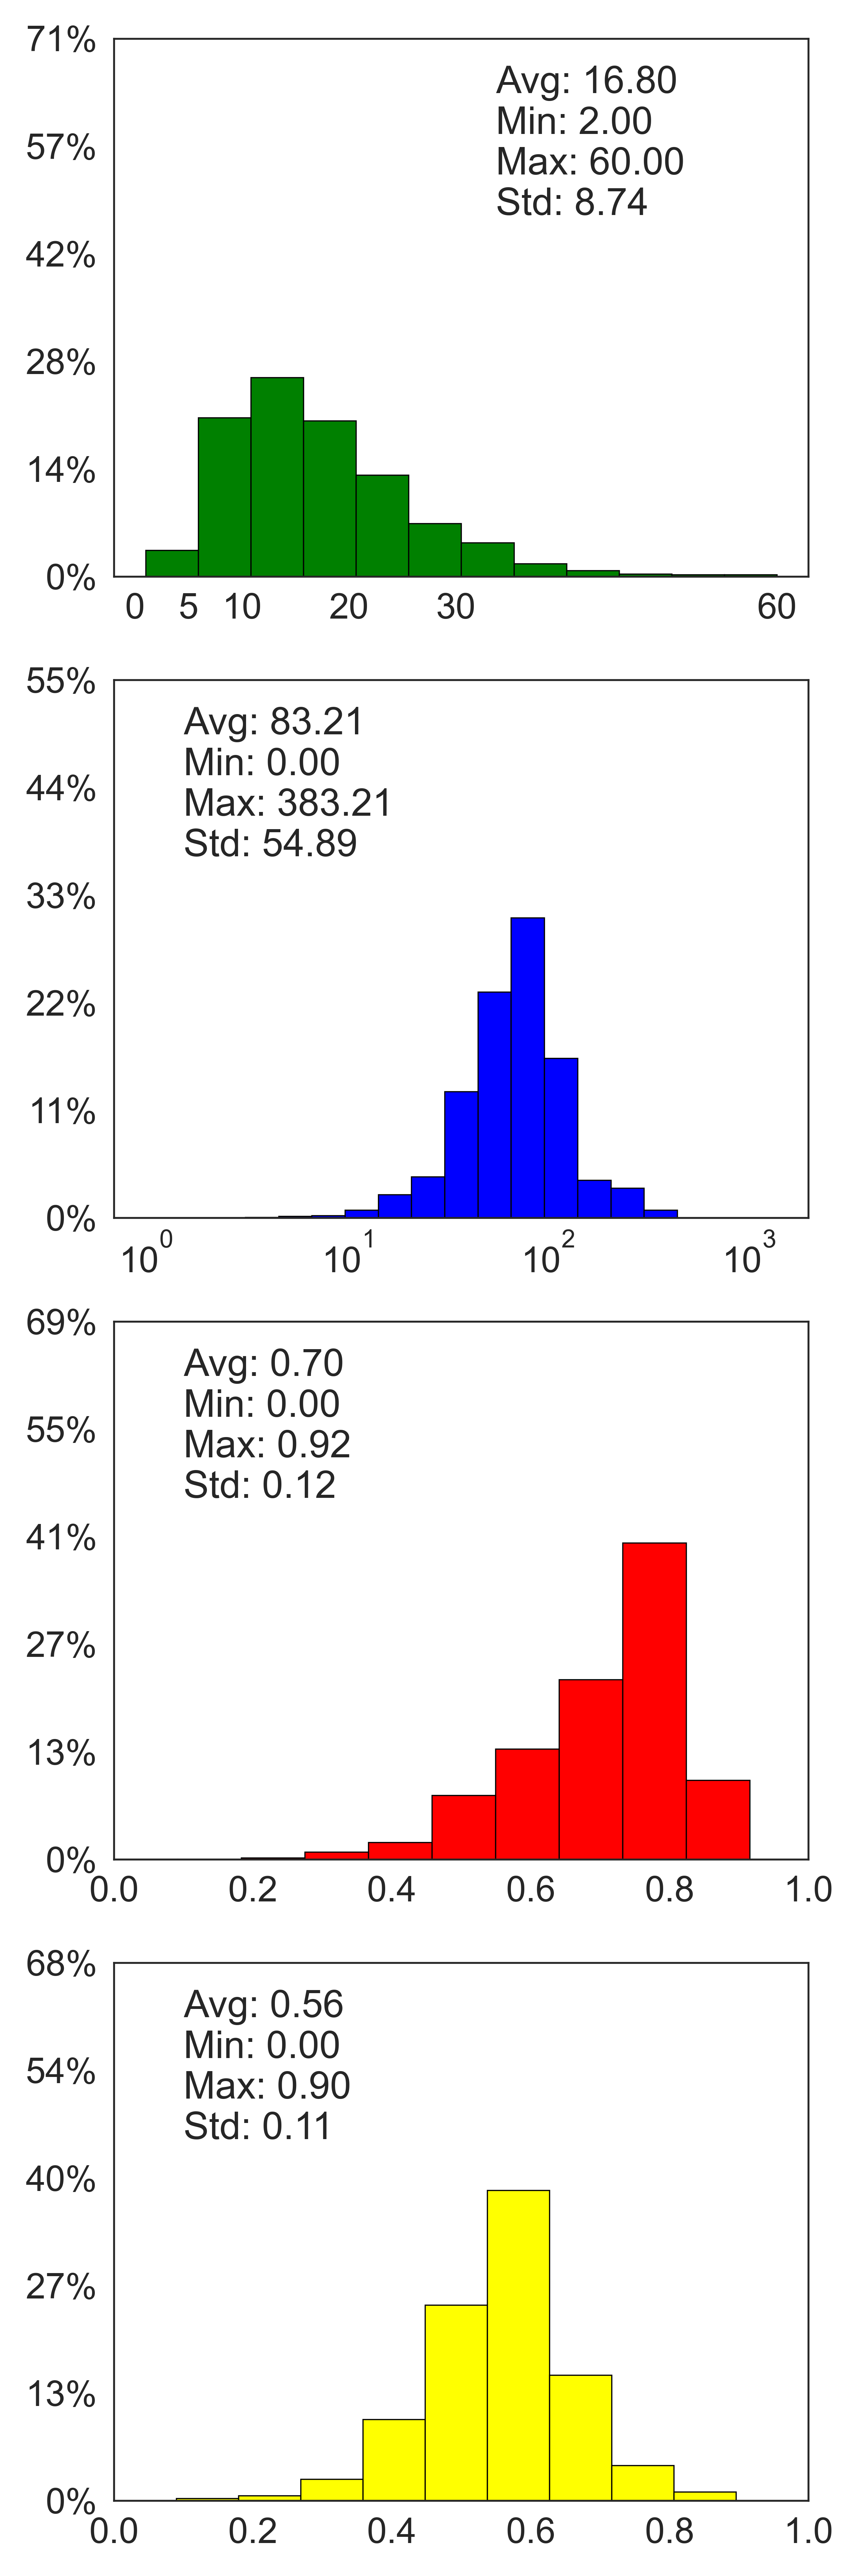 71%
Avg: 16.80
Min: 2.00
57%
Max: 60.00
Std: 8.74
42%
28%
14%
0%
0 5 10 20 30 60
55%
Avg: 83.21
Min: 0.00
44%
Max: 383.21
Std: 54.89
33%
22%
11%
0%
10^0 10^1 10^2 10^3
69%
Avg: 0.70
Min: 0.00
55%
Max: 0.92
Std: 0.12
41%
27%
13%
0%
0.0 0.2 0.4 0.6 0.8 1.0
68%
Avg: 0.56
Min: 0.00
54%
Max: 0.90
Std: 0.11
40%
27%
13%
0%
0.0 0.2 0.4 0.6 0.8 1.0